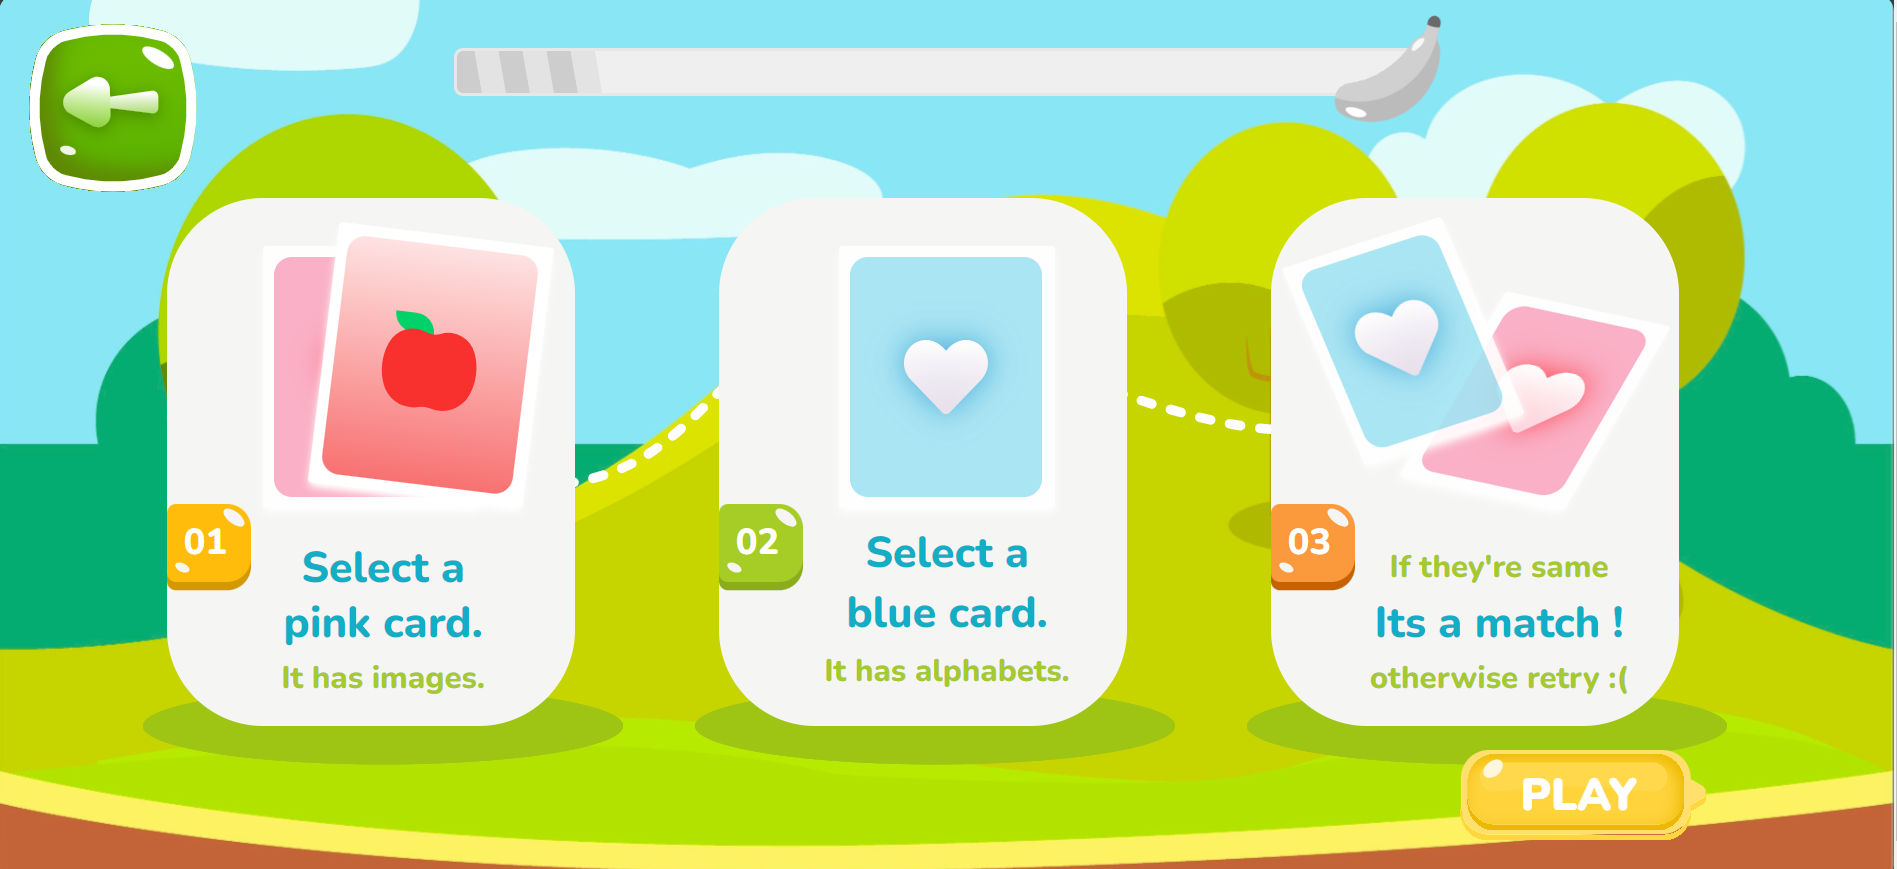 01
Select a
pink card.
It has images.
02
Select a
blue card.
It has alphabets.
03
If they're same
Its a match !
otherwise retry :(
PLAY